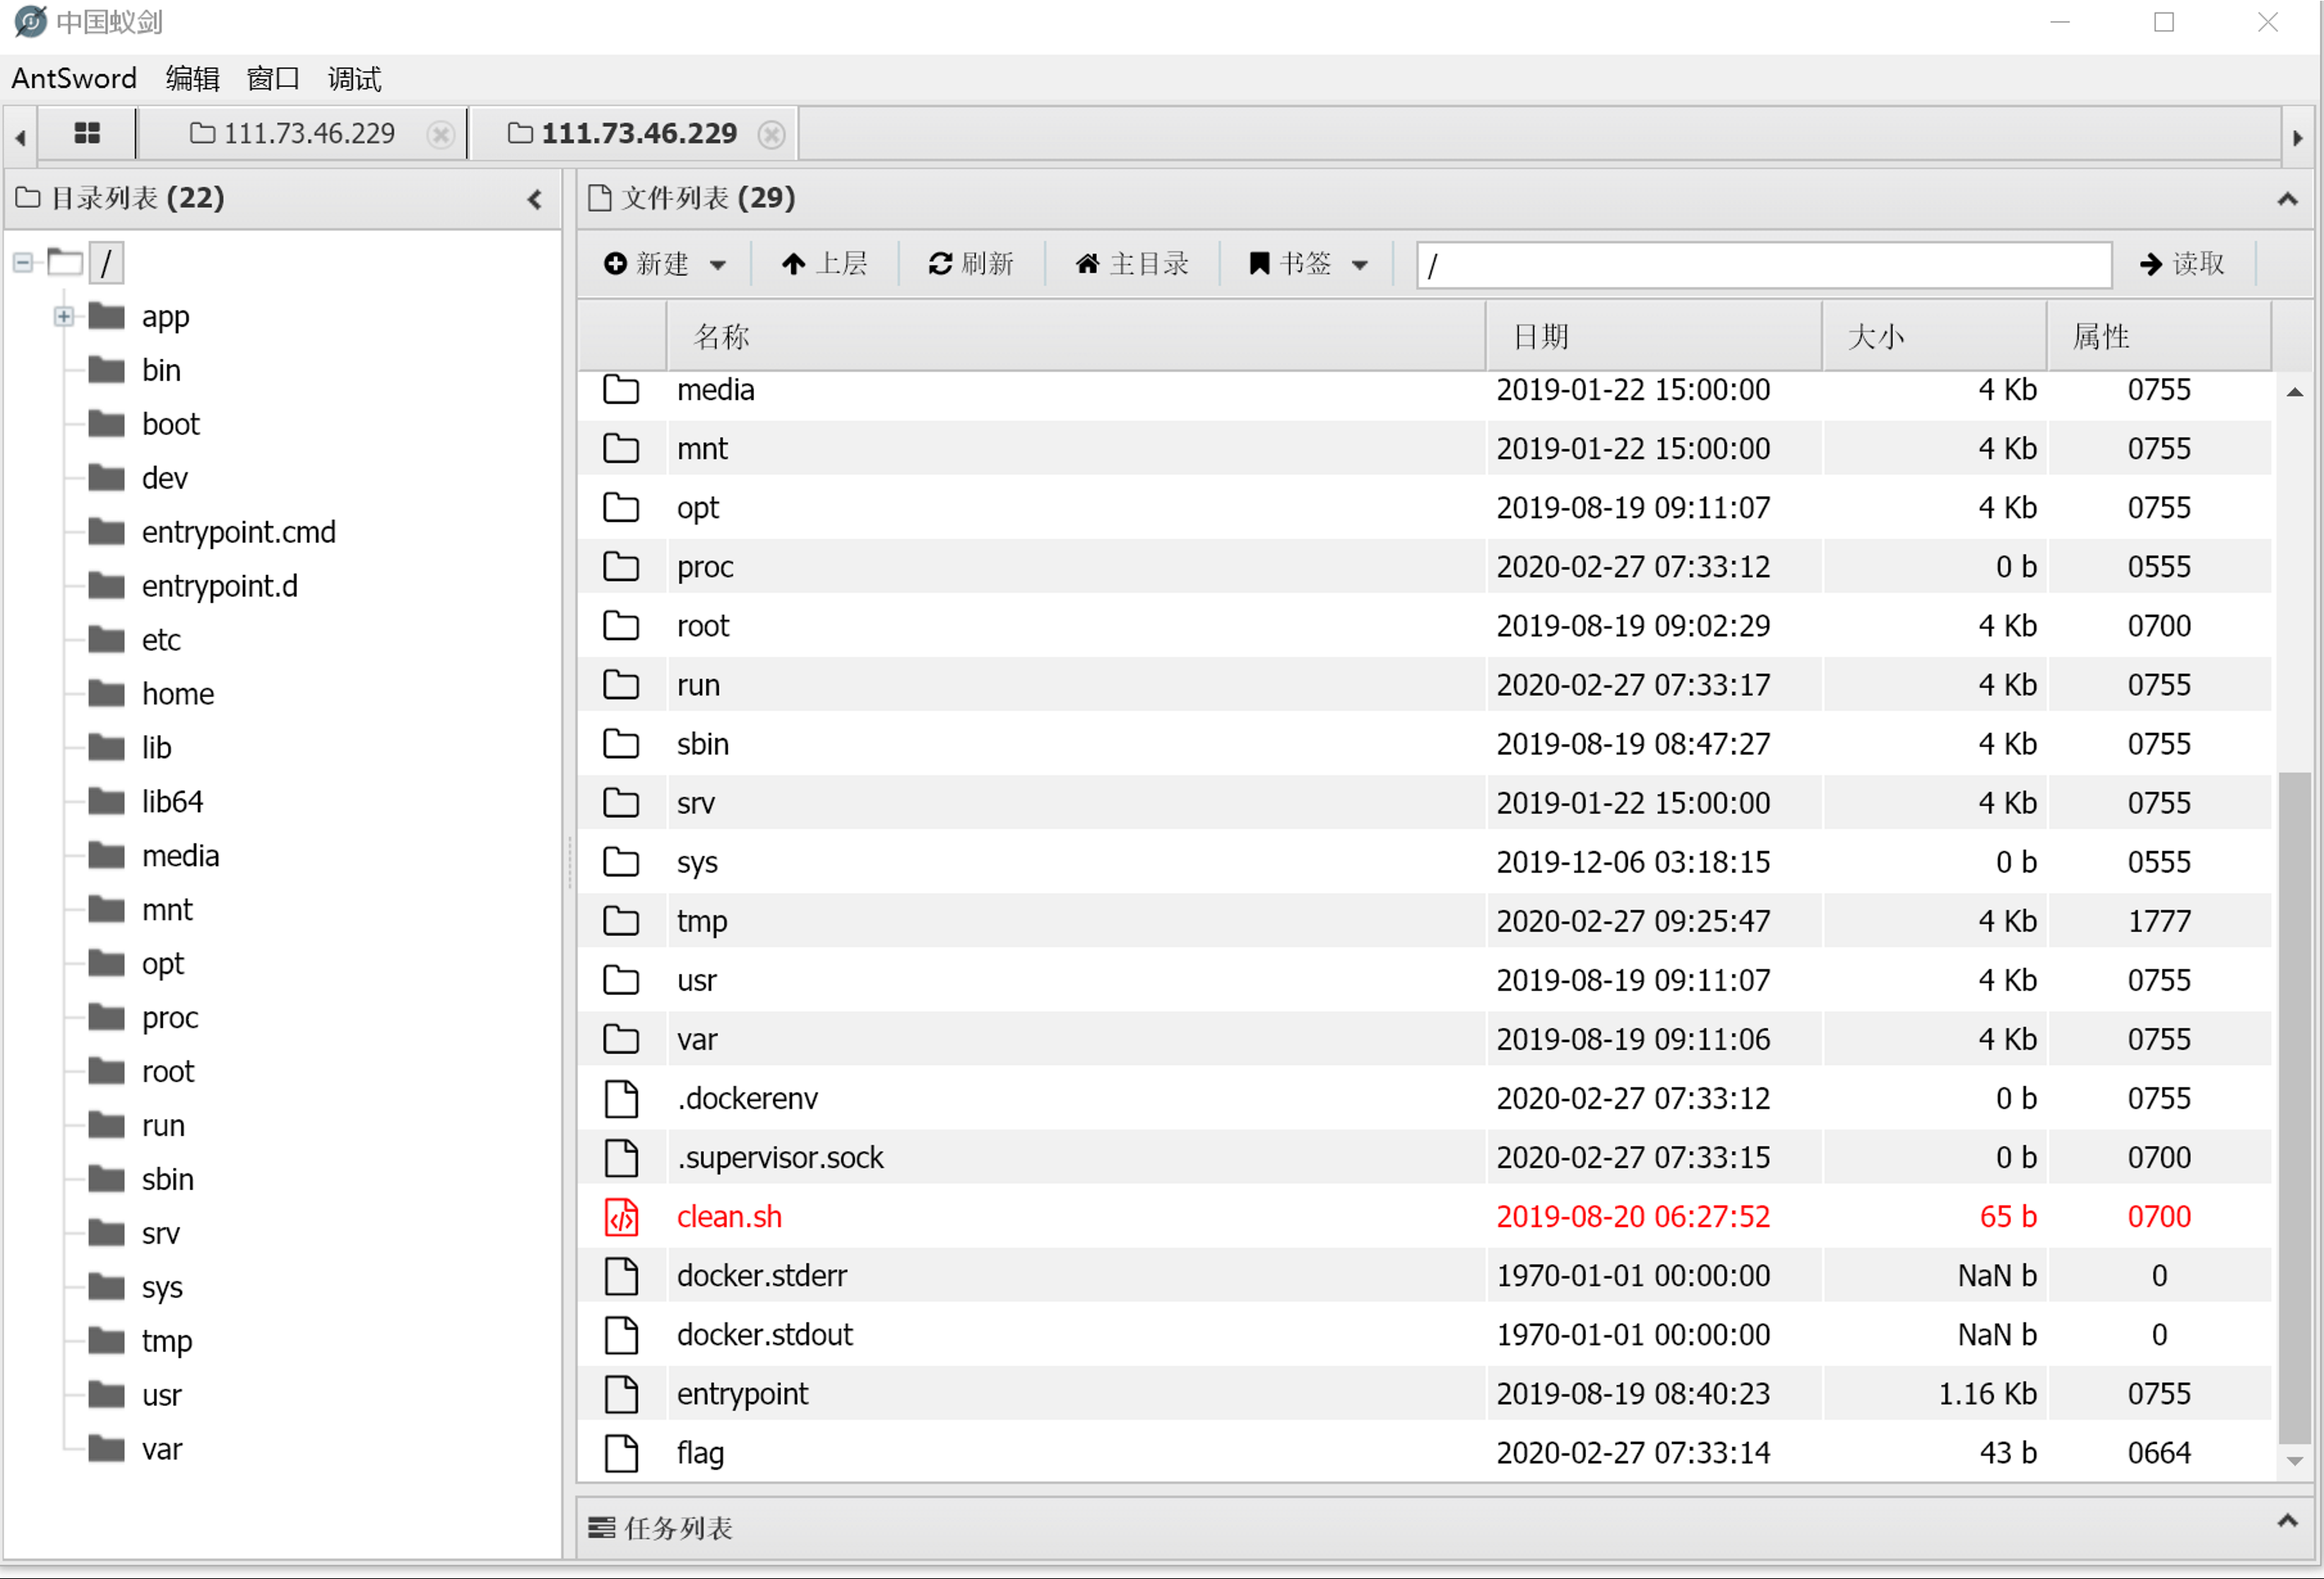 中国蚁剑
AntSword 编辑 窗口 调试
111.73.46.229 111.73.46.229
目录列表 (22)
/
app
bin
boot
dev
entrypoint.cmd
entrypoint.d
etc
home
lib
lib64
media
mnt
opt
proc
root
run
sbin
srv
sys
tmp
usr
var
文件列表 (29)
新建 上层 刷新 主目录 书签 / 读取
名称 日期 大小 属性
media 2019-01-22 15:00:00 4 Kb 0755
mnt 2019-01-22 15:00:00 4 Kb 0755
opt 2019-08-19 09:11:07 4 Kb 0755
proc 2020-02-27 07:33:12 0 b 0555
root 2019-08-19 09:02:29 4 Kb 0700
run 2020-02-27 07:33:17 4 Kb 0755
sbin 2019-08-19 08:47:27 4 Kb 0755
srv 2019-01-22 15:00:00 4 Kb 0755
sys 2019-12-06 03:18:15 0 b 0555
tmp 2020-02-27 09:25:47 4 Kb 1777
usr 2019-08-19 09:11:07 4 Kb 0755
var 2019-08-19 09:11:06 4 Kb 0755
.dockerenv 2020-02-27 07:33:12 0 b 0755
.supervisor.sock 2020-02-27 07:33:15 0 b 0700
clean.sh 2019-08-20 06:27:52 65 b 0700
docker.stderr 1970-01-01 00:00:00 NaN b 0
docker.stdout 1970-01-01 00:00:00 NaN b 0
entrypoint 2019-08-19 08:40:23 1.16 Kb 0755
flag 2020-02-27 07:33:14 43 b 0664
任务列表